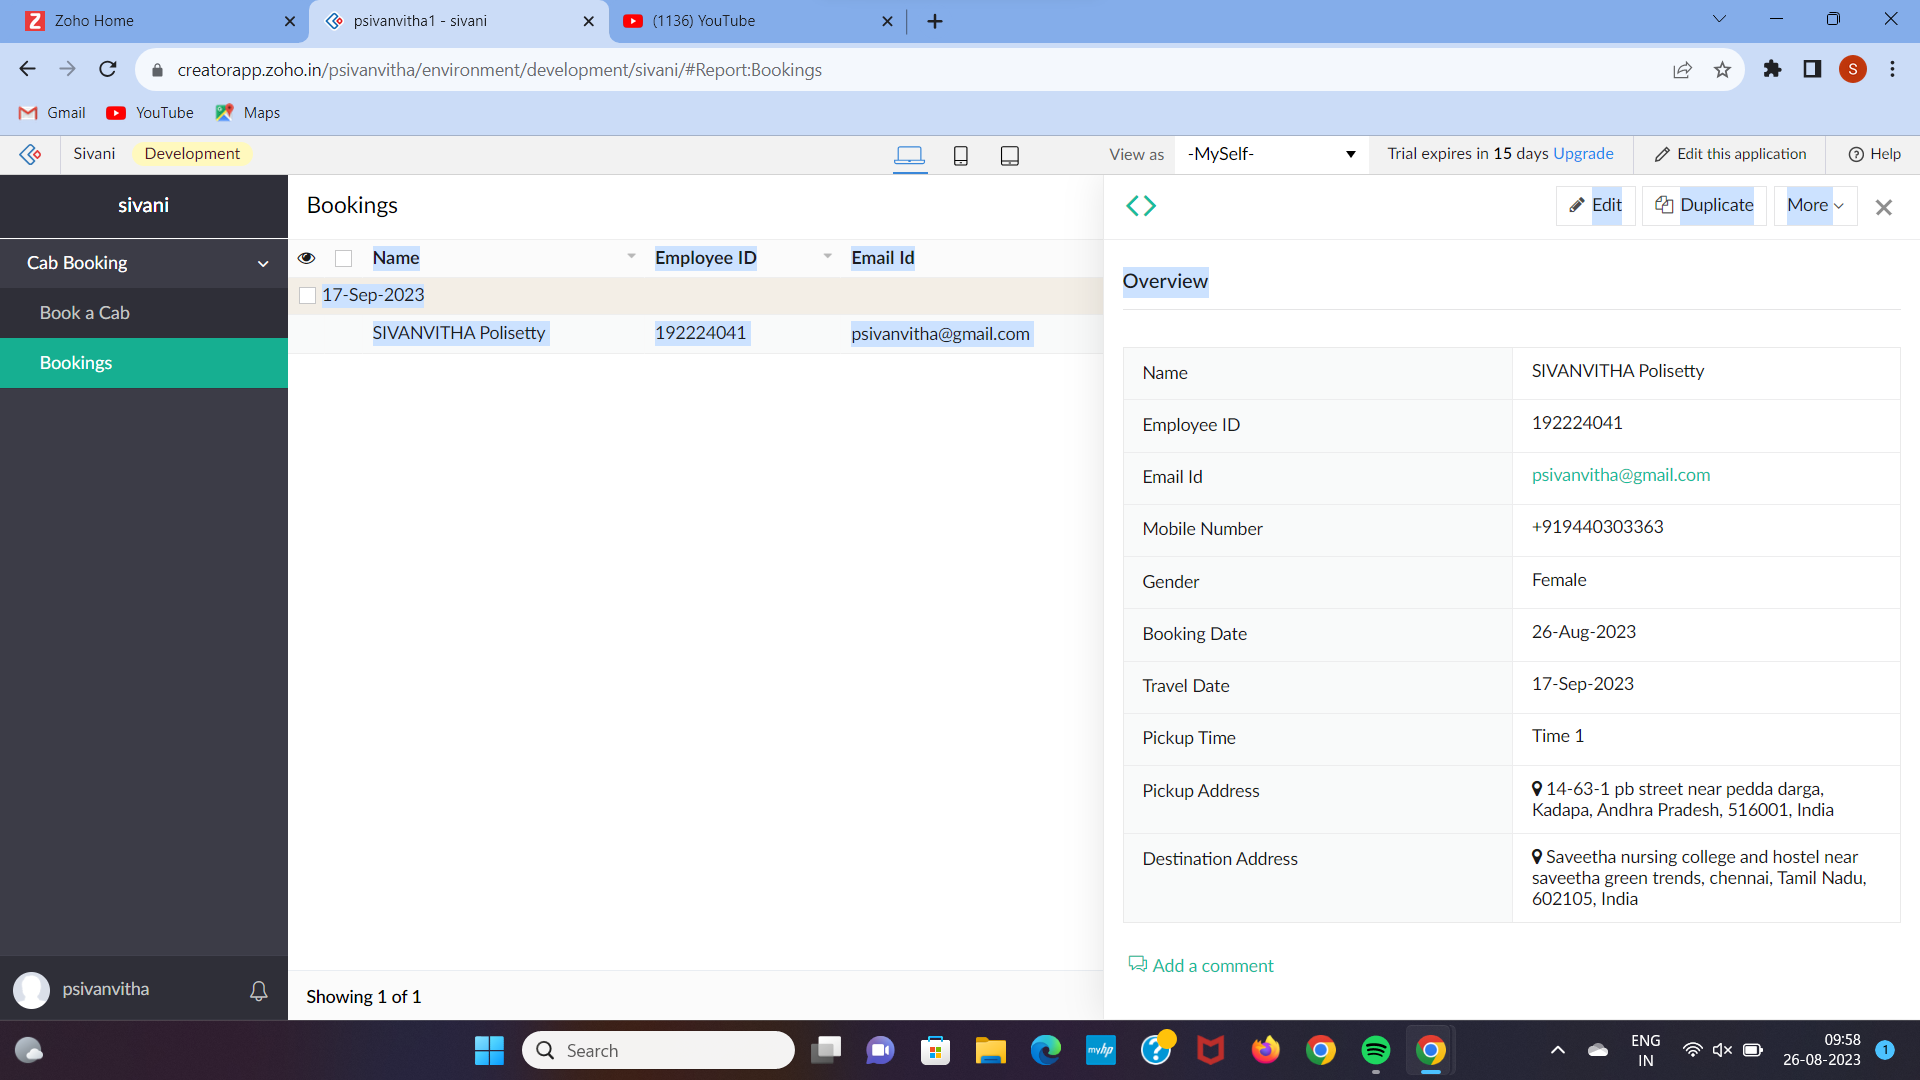 Zoho Home
psivanvitha1 - sivani
(1136) YouTube
creatorapp.zoho.in/psivanvitha/environment/development/sivani/#Report:Bookings
S
Gmail
YouTube
Maps
Sivani
Development
View as
-MySelf-
Trial expires in 15 days Upgrade
Edit this application
Help
sivani
Cab Booking
Book a Cab
Bookings
psivanvitha
Bookings
Name
Employee ID
Email Id
17-Sep-2023
SIVANVITHA Polisetty
192224041
psivanvitha@gmail.com
Showing 1 of 1
Edit
Duplicate
More
Overview
Name
SIVANVITHA Polisetty
Employee ID
192224041
Email Id
psivanvitha@gmail.com
Mobile Number
+919440303363
Gender
Female
Booking Date
26-Aug-2023
Travel Date
17-Sep-2023
Pickup Time
Time 1
Pickup Address
14-63-1 pb street near pedda darga,
Kadapa, Andhra Pradesh, 516001, India
Destination Address
Saveetha nursing college and hostel near
saveetha green trends, chennai, Tamil Nadu,
602105, India
Add a comment
Search
myhp
ENG
IN
09:58
26-08-2023
1